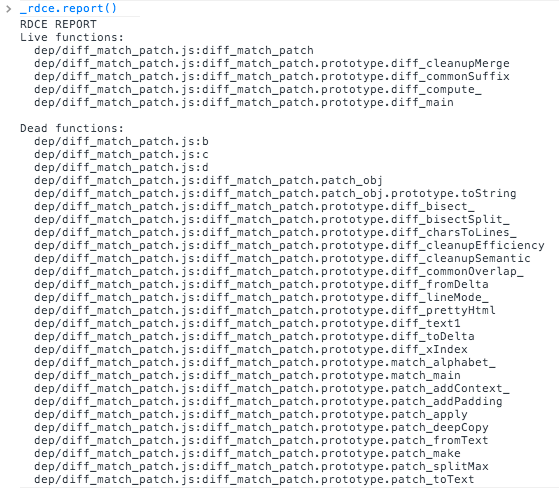 > _rdce.report()
RDCE REPORT
Live functions:
dep/diff_match_patch.js:diff_match_patch
dep/diff_match_patch.js:diff_match_patch.prototype.diff_cleanupMerge
dep/diff_match_patch.js:diff_match_patch.prototype.diff_commonSuffix
dep/diff_match_patch.js:diff_match_patch.prototype.diff_compute_
dep/diff_match_patch.js:diff_match_patch.prototype.diff_main
Dead functions:
dep/diff_match_patch.js:b
dep/diff_match_patch.js:c
dep/diff_match_patch.js:d
dep/diff_match_patch.js:diff_match_patch.patch_obj
dep/diff_match_patch.js:diff_match_patch.patch_obj.prototype.toString
dep/diff_match_patch.js:diff_match_patch.prototype.diff_bisect_
dep/diff_match_patch.js:diff_match_patch.prototype.diff_bisectSplit_
dep/diff_match_patch.js:diff_match_patch.prototype.diff_charsToLines_
dep/diff_match_patch.js:diff_match_patch.prototype.diff_cleanupEfficiency
dep/diff_match_patch.js:diff_match_patch.prototype.diff_cleanupSemantic
dep/diff_match_patch.js:diff_match_patch.prototype.diff_commonOverlap_
dep/diff_match_patch.js:diff_match_patch.prototype.diff_fromDelta
dep/diff_match_patch.js:diff_match_patch.prototype.diff_lineMode_
dep/diff_match_patch.js:diff_match_patch.prototype.diff_prettyHtml
dep/diff_match_patch.js:diff_match_patch.prototype.diff_text1
dep/diff_match_patch.js:diff_match_patch.prototype.diff_toDelta
dep/diff_match_patch.js:diff_match_patch.prototype.diff_xIndex
dep/diff_match_patch.js:diff_match_patch.prototype.match_alphabet_
dep/diff_match_patch.js:diff_match_patch.prototype.match_main
dep/diff_match_patch.js:diff_match_patch.prototype.patch_addContext_
dep/diff_match_patch.js:diff_match_patch.prototype.patch_addPadding
dep/diff_match_patch.js:diff_match_patch.prototype.patch_apply
dep/diff_match_patch.js:diff_match_patch.prototype.patch_deepCopy
dep/diff_match_patch.js:diff_match_patch.prototype.patch_fromText
dep/diff_match_patch.js:diff_match_patch.prototype.patch_make
dep/diff_match_patch.js:diff_match_patch.prototype.patch_splitMax
dep/diff_match_patch.js:diff_match_patch.prototype.patch_toText